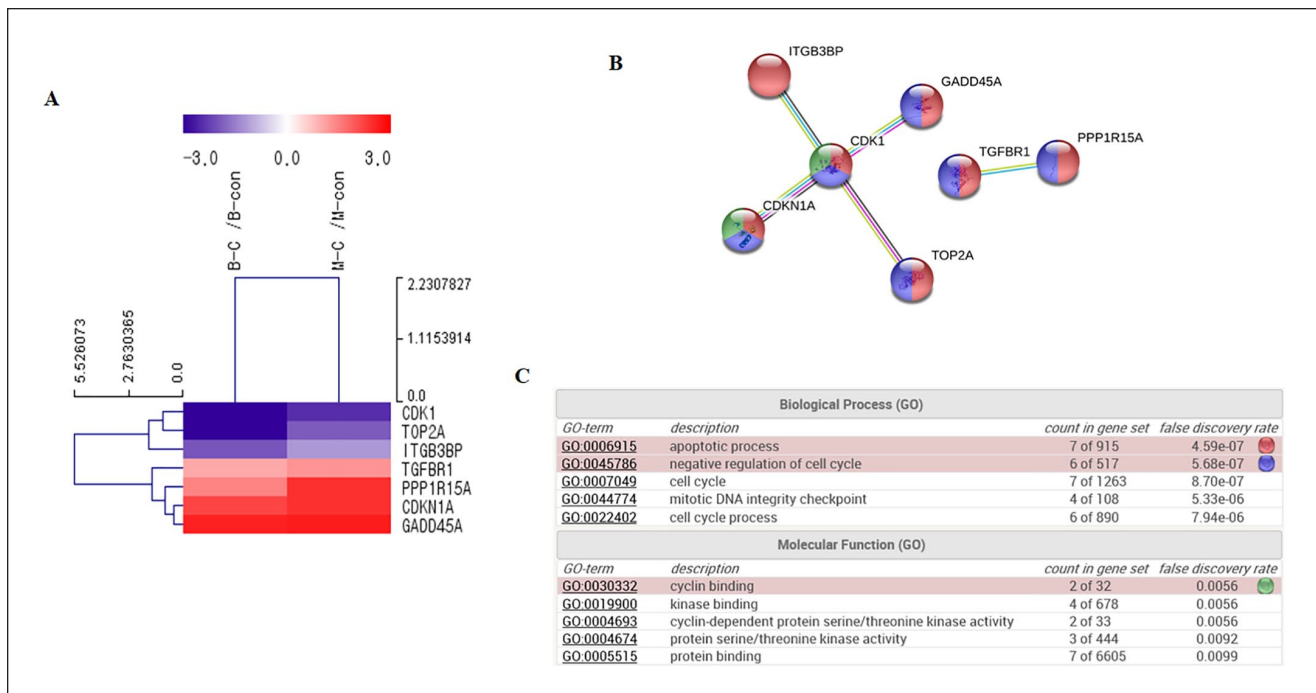 A
-3.0 0.0 3.0
B-C /B-con
M-C /M-con
2.2307827
1.1153914
0.0
5.526073
2.7630365
0.0
CDK1
TOP2A
ITGB3BP
TGFBR1
PPP1R15A
CDKN1A
GADD45A
B
ITGB3BP
GADD45A
CDK1
TGFBR1
PPP1R15A
CDKN1A
TOP2A
C
Biological Process (GO)
GO-term description count in gene set false discovery rate
GO:0006915 apoptotic process 7 of 915 4.59e-07
GO:0045786 negative regulation of cell cycle 6 of 517 5.68e-07
GO:0007049 cell cycle 7 of 1263 8.70e-07
GO:0044774 mitotic DNA integrity checkpoint 4 of 108 5.33e-06
GO:0022402 cell cycle process 6 of 890 7.94e-06
Molecular Function (GO)
GO-term description count in gene set false discovery rate
GO:0030332 cyclin binding 2 of 32 0.0056
GO:0019900 kinase binding 4 of 678 0.0056
GO:0004693 cyclin-dependent protein serine/threonine kinase activity 2 of 33 0.0056
GO:0004674 protein serine/threonine kinase activity 3 of 444 0.0092
GO:0005515 protein binding 7 of 6605 0.0099